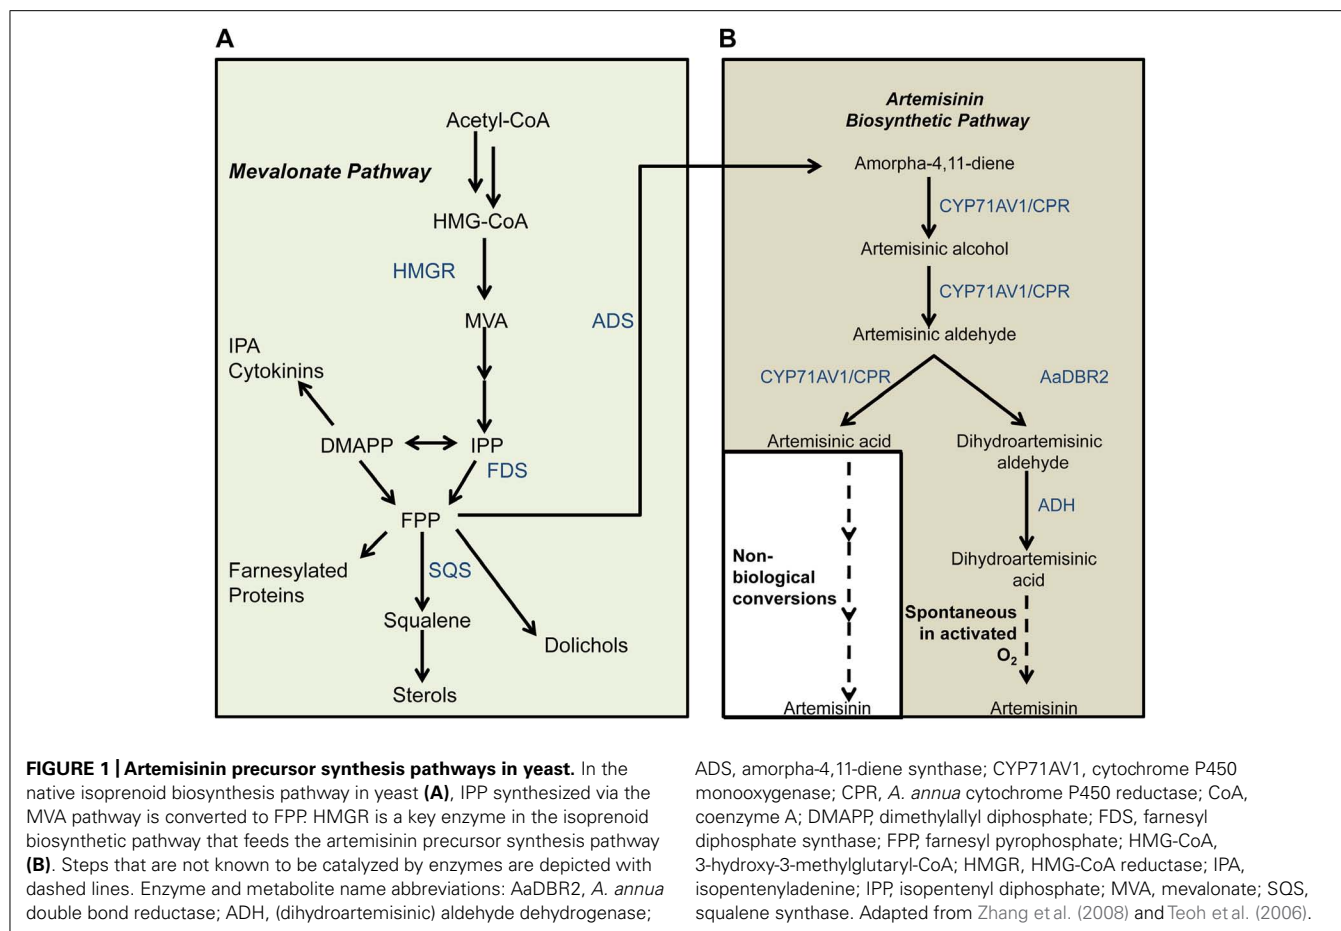 A
Mevalonate Pathway
Acetyl-CoA
HMG-CoA
HMGR
MVA
ADS
IPA
Cytokinins
DMAPP
IPP
FDS
FPP
Farnesylated
Proteins
SQS
Squalene
Dolichols
Sterols
B
Artemisinin
Biosynthetic Pathway
Amorpha-4,11-diene
CYP71AV1/CPR
Artemisinic alcohol
CYP71AV1/CPR
Artemisinic aldehyde
CYP71AV1/CPR
AaDBR2
Artemisinic acid
Dihydroartemisinic
aldehyde
ADH
Non-
biological
conversions
Dihydroartemisinic
acid
Spontaneous
in activated
O2
Artemisinin
Artemisinin
FIGURE 1 | Artemisinin precursor synthesis pathways in yeast. In the
native isoprenoid biosynthesis pathway in yeast (A), IPP synthesized via the
MVA pathway is converted to FPP. HMGR is a key enzyme in the isoprenoid
biosynthetic pathway that feeds the artemisinin precursor synthesis pathway
(B). Steps that are not known to be catalyzed by enzymes are depicted with
dashed lines. Enzyme and metabolite name abbreviations: AaDBR2, A. annua
double bond reductase; ADH, (dihydroartemisinic) aldehyde dehydrogenase;
ADS, amorpha-4,11-diene synthase; CYP71AV1, cytochrome P450
monooxygenase; CPR, A. annua cytochrome P450 reductase; CoA,
coenzyme A; DMAPP, dimethylallyl diphosphate; FDS, farnesyl
diphosphate synthase; FPP, farnesyl pyrophosphate; HMG-CoA,
3-hydroxy-3-methylglutaryl-CoA; HMGR, HMG-CoA reductase; IPA,
isopentenyladenine; IPP, isopentenyl diphosphate; MVA, mevalonate; SQS,
squalene synthase. Adapted from Zhang et al. (2008) and Teoh et al. (2006).